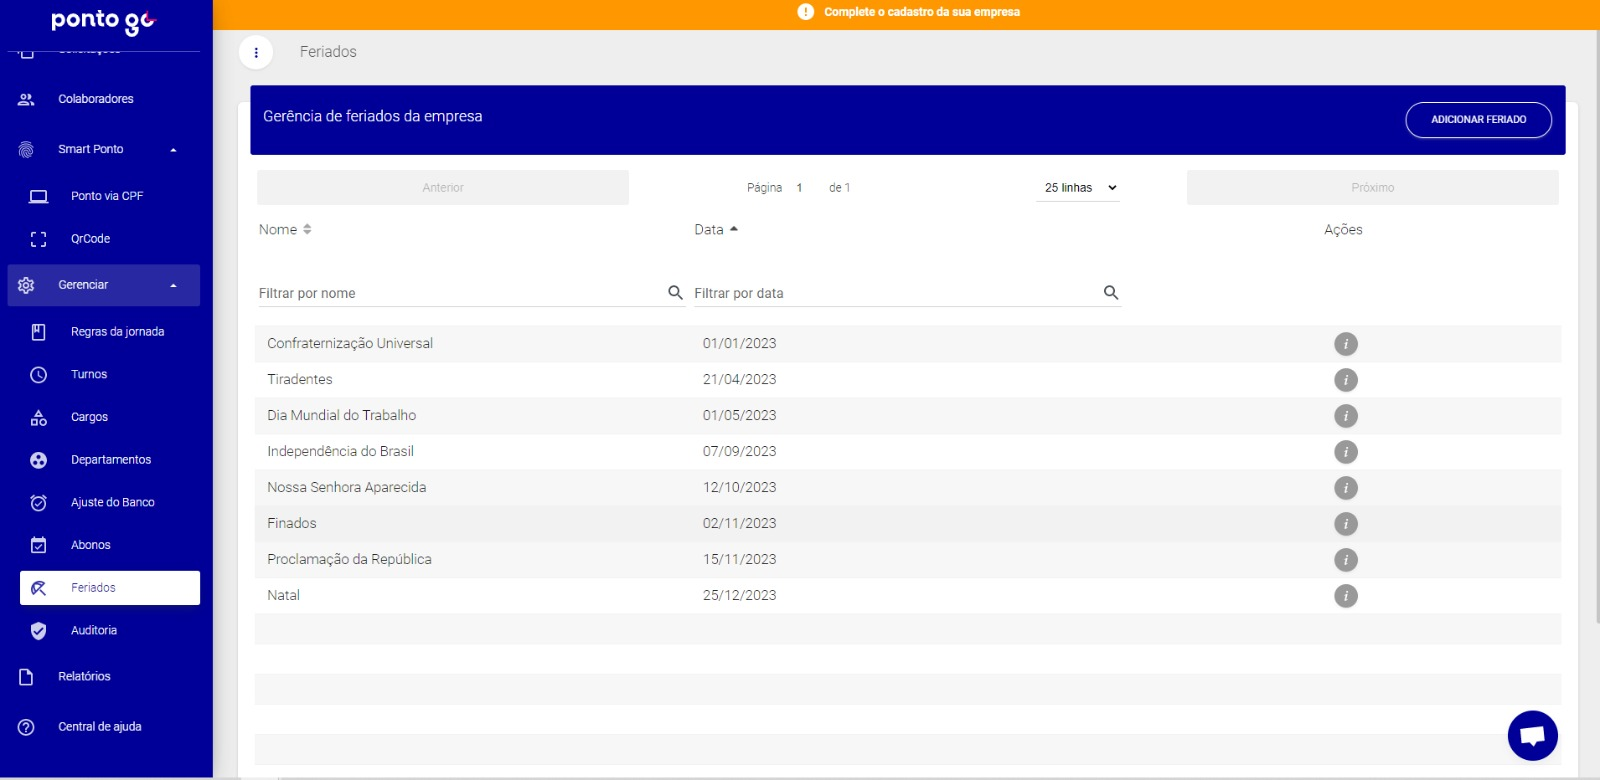 ponto go
Complete o cadastro da sua empresa
Colaboradores
Smart Ponto
Ponto via CPF
QrCode
Gerenciar
Regras da jornada
Turnos
Cargos
Departamentos
Ajuste do Banco
Abonos
Feriados
Auditoria
Relatórios
Central de ajuda
Feriados
Gerência de feriados da empresa
ADICIONAR FERIADO
Anterior Página 1 de 1 25 linhas Próximo
Nome Data Ações
Filtrar por nome Filtrar por data
Confraternização Universal 01/01/2023 i
Tiradentes 21/04/2023 i
Dia Mundial do Trabalho 01/05/2023 i
Independência do Brasil 07/09/2023 i
Nossa Senhora Aparecida 12/10/2023 i
Finados 02/11/2023 i
Proclamação da República 15/11/2023 i
Natal 25/12/2023 i